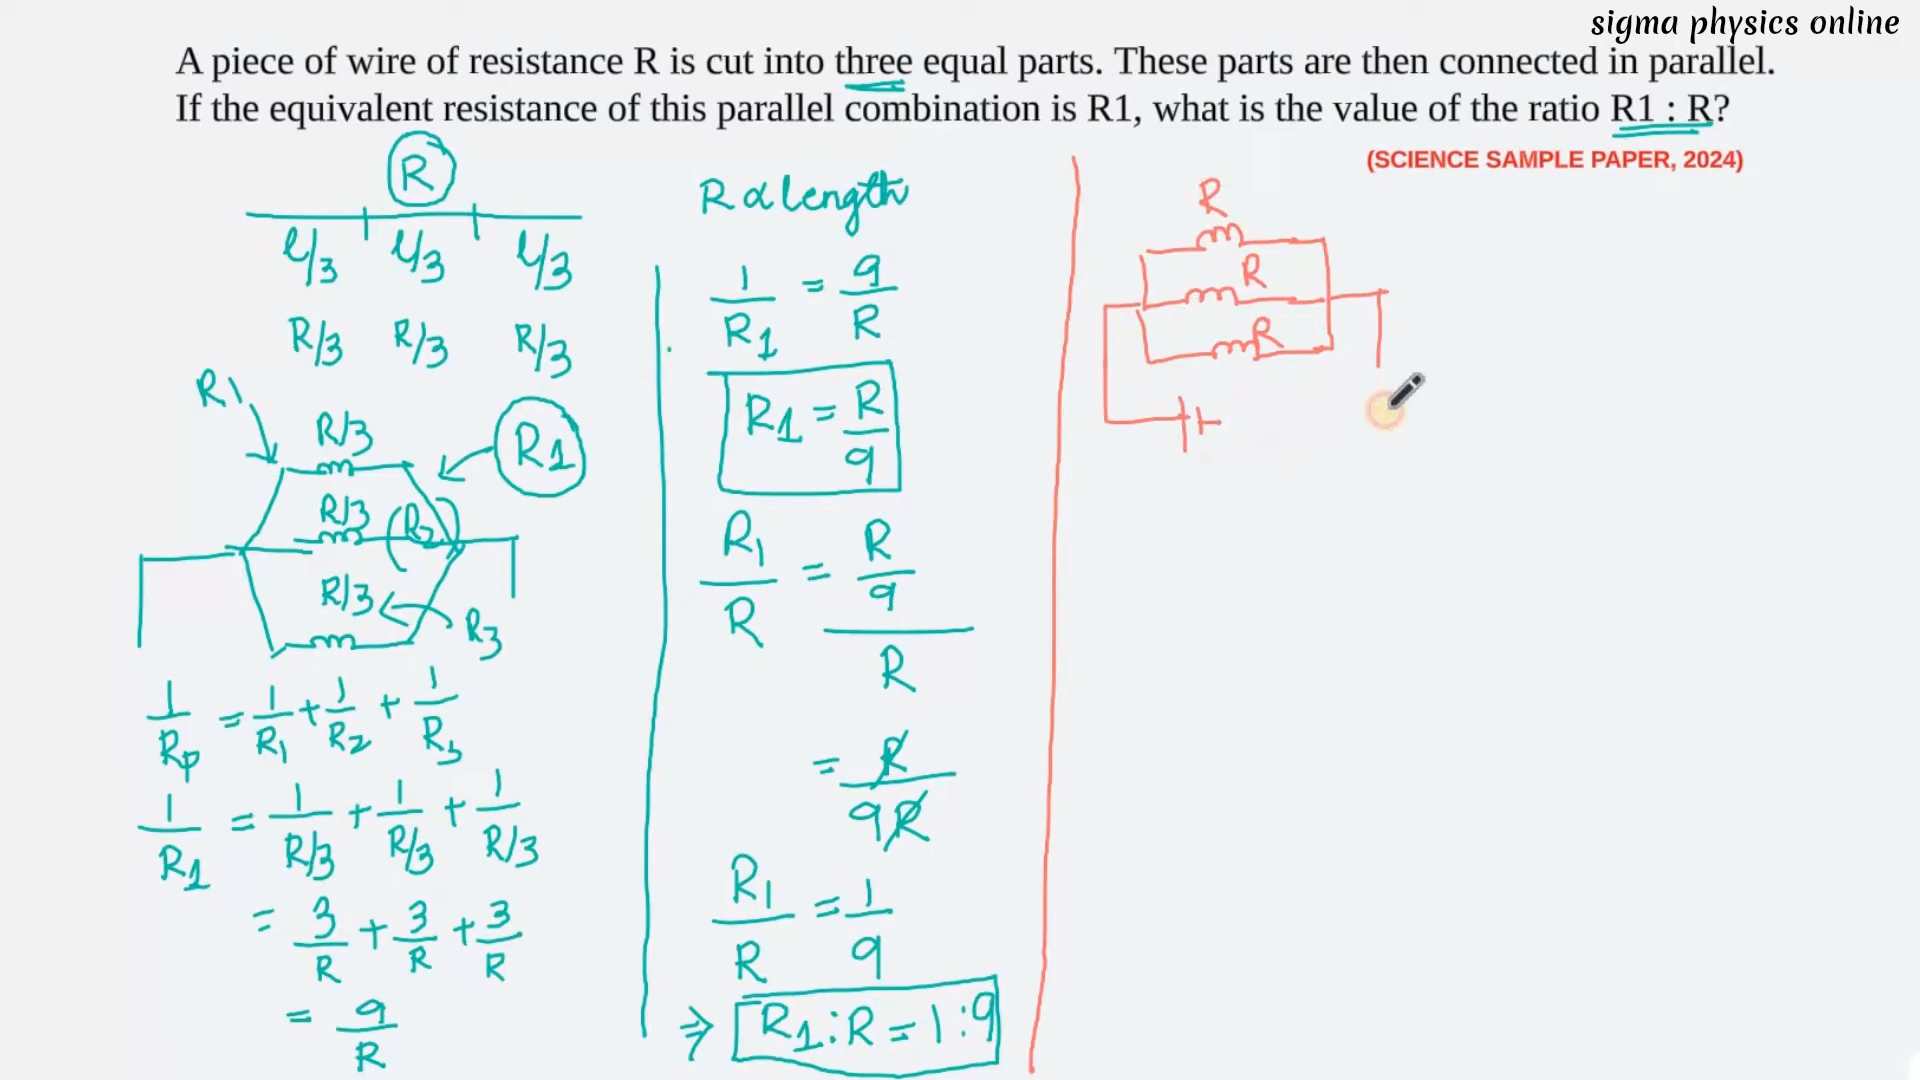 sigma physics online
A piece of wire of resistance R is cut into three equal parts. These parts are then connected in parallel.
If the equivalent resistance of this parallel combination is R1, what is the value of the ratio R1 : R?
(SCIENCE SAMPLE PAPER, 2024)
R
l/3 l/3 l/3
R/3 R/3 R/3
R1
R/3
R1
R/3 (R2)
R/3
R3
1/Rp = 1/R1 + 1/R2 + 1/R3
1/R1 = 1/R/3 + 1/R/3 + 1/R/3
= 3/R + 3/R + 3/R
= 9/R
R α length
1/R1 = 9/R
R1 = R/9
R1/R = R/9/R
= R/9R
R1/R = 1/9
⇒ R1 : R = 1 : 9
R
R
R